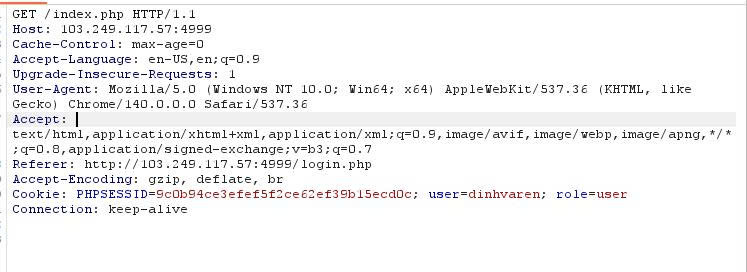 GET /index.php HTTP/1.1
Host: 103.249.117.57:4999
Cache-Control: max-age=0
Accept-Language: en-US,en;q=0.9
Upgrade-Insecure-Requests: 1
User-Agent: Mozilla/5.0 (Windows NT 10.0; Win64; x64) AppleWebKit/537.36 (KHTML, like
Gecko) Chrome/140.0.0.0 Safari/537.36
Accept:
text/html,application/xhtml+xml,application/xml;q=0.9,image/avif,image/webp,image/apng,*/*
;q=0.8,application/signed-exchange;v=b3;q=0.7
Referer: http://103.249.117.57:4999/login.php
Accept-Encoding: gzip, deflate, br
Cookie: PHPSESSID=9c0b94ce3efef5f2ce62ef39b15ecd0c; user=dinhvaren; role=user
Connection: keep-alive